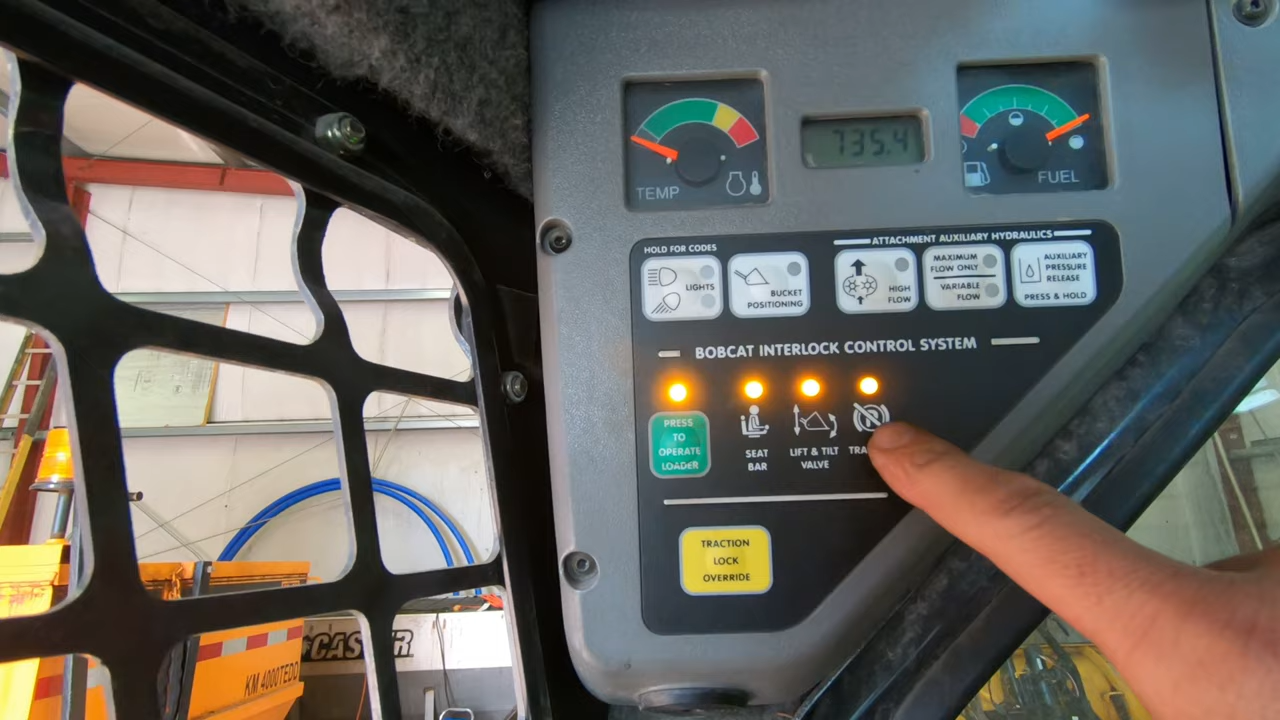 735.4
TEMP
FUEL
HOLD FOR CODES
ATTACHMENT AUXILIARY HYDRAULICS
LIGHTS
BUCKET
POSITIONING
HIGH
FLOW
MAXIMUM
FLOW ONLY
VARIABLE
FLOW
AUXILIARY
PRESSURE
RELEASE
PRESS & HOLD
BOBCAT INTERLOCK CONTROL SYSTEM
PRESS
TO
OPERATE
LOADER
SEAT
BAR
LIFT & TILT
VALVE
TRA
TRACTION
LOCK
OVERRIDE
KM 4000TEDD